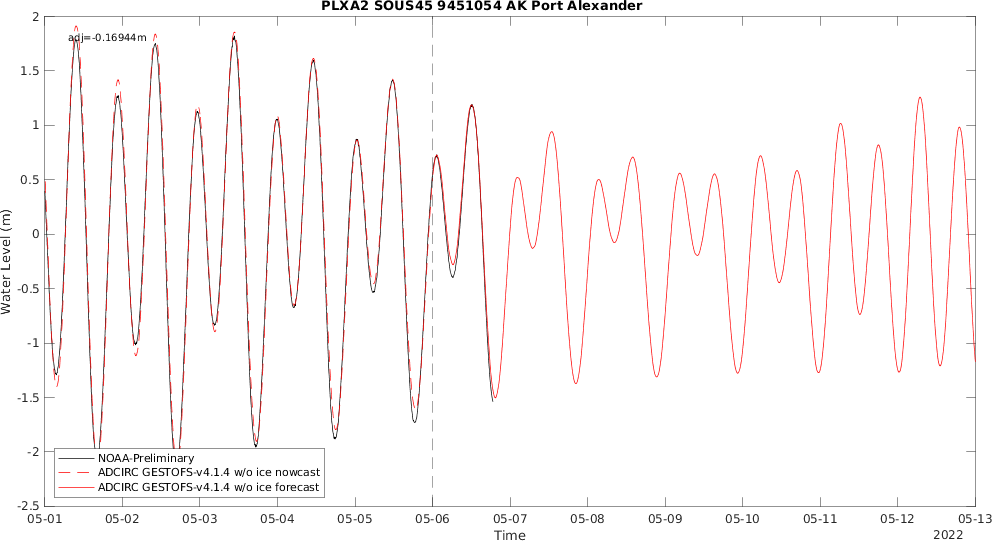 PLXA2 SOUS45 9451054 AK Port Alexander
adj=-0.16944m
2
1.5
1
0.5
0
-0.5
-1
-1.5
-2
-2.5
Water Level (m)
NOAA-Preliminary
ADCIRC GESTOFS-v4.1.4 w/o ice nowcast
ADCIRC GESTOFS-v4.1.4 w/o ice forecast
05-01 05-02 05-03 05-04 05-05 05-06 05-07 05-08 05-09 05-10 05-11 05-12 05-13
Time
2022